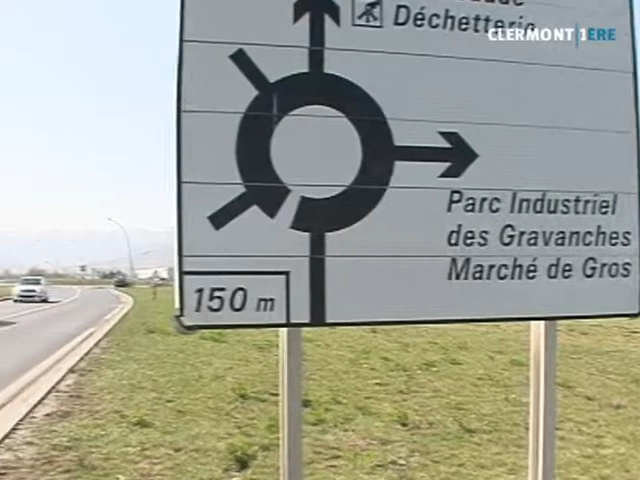 Déchetterie
CLERMONT 1ERE
Parc Industriel
des Gravanches
Marché de Gros
150 m